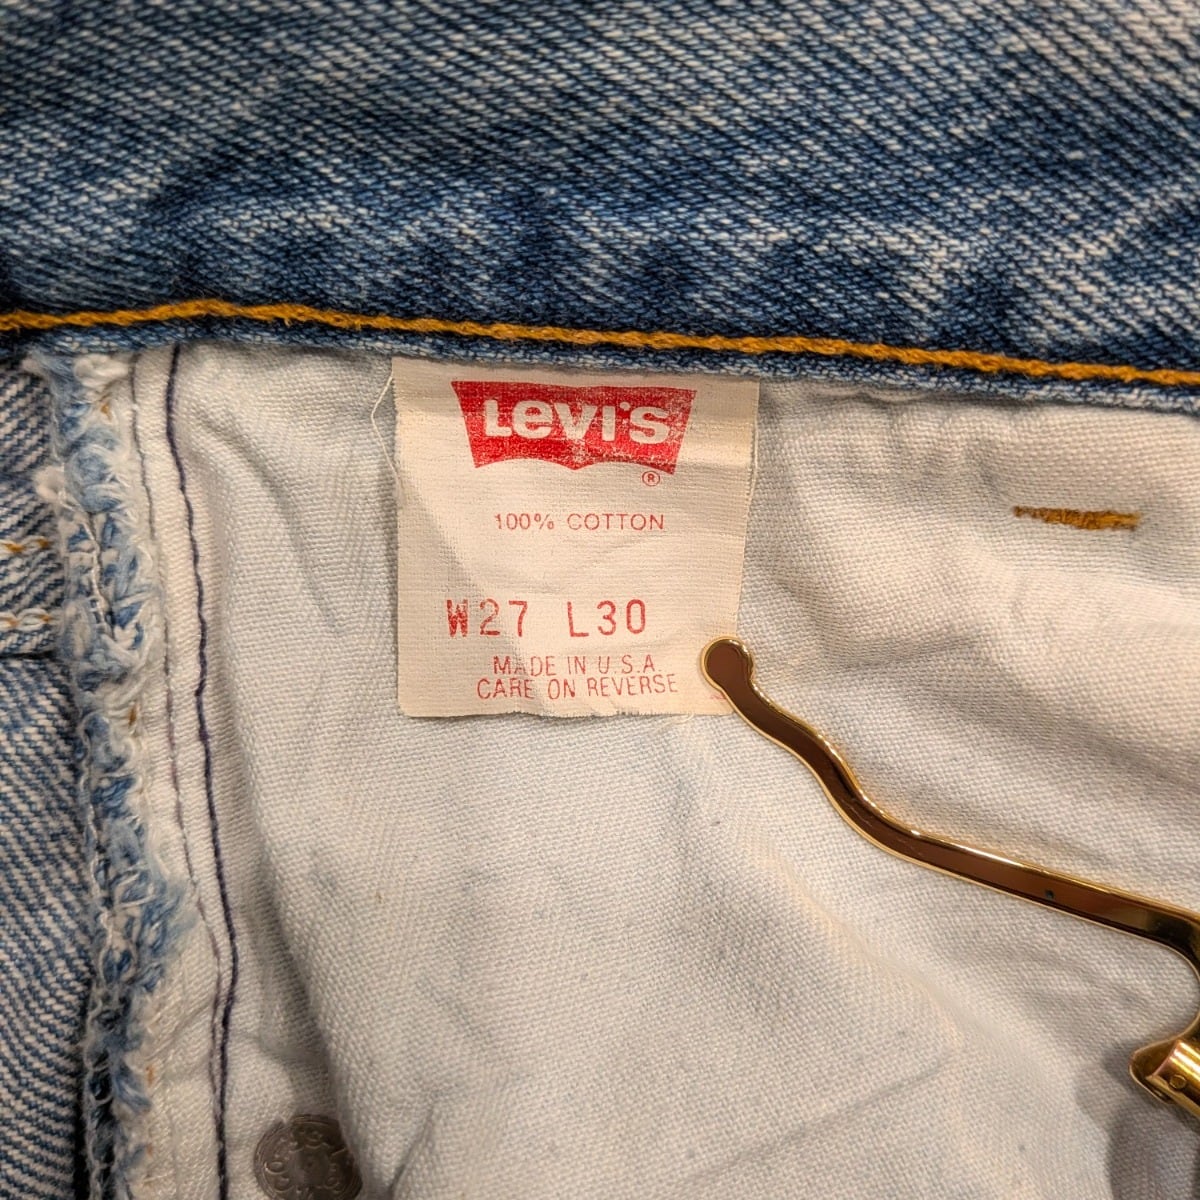 LEVI'S
®
100% COTTON
W27 L30
MADE IN U.S.A.
CARE ON REVERSE